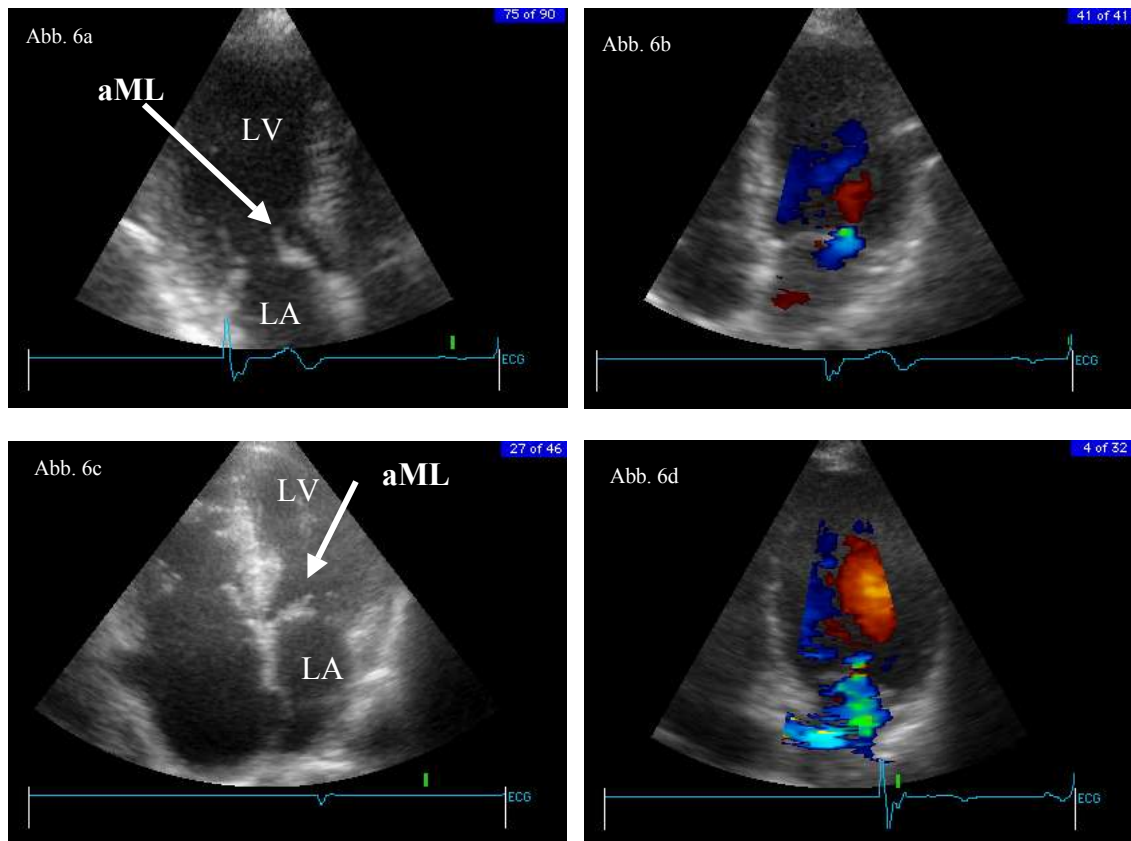 Abb. 6a
75 of 90
aML
LV
LA
ECG
Abb. 6b
41 of 41
ECG
Abb. 6c
27 of 46
aML
LV
LA
ECG
Abb. 6d
4 of 32
ECG